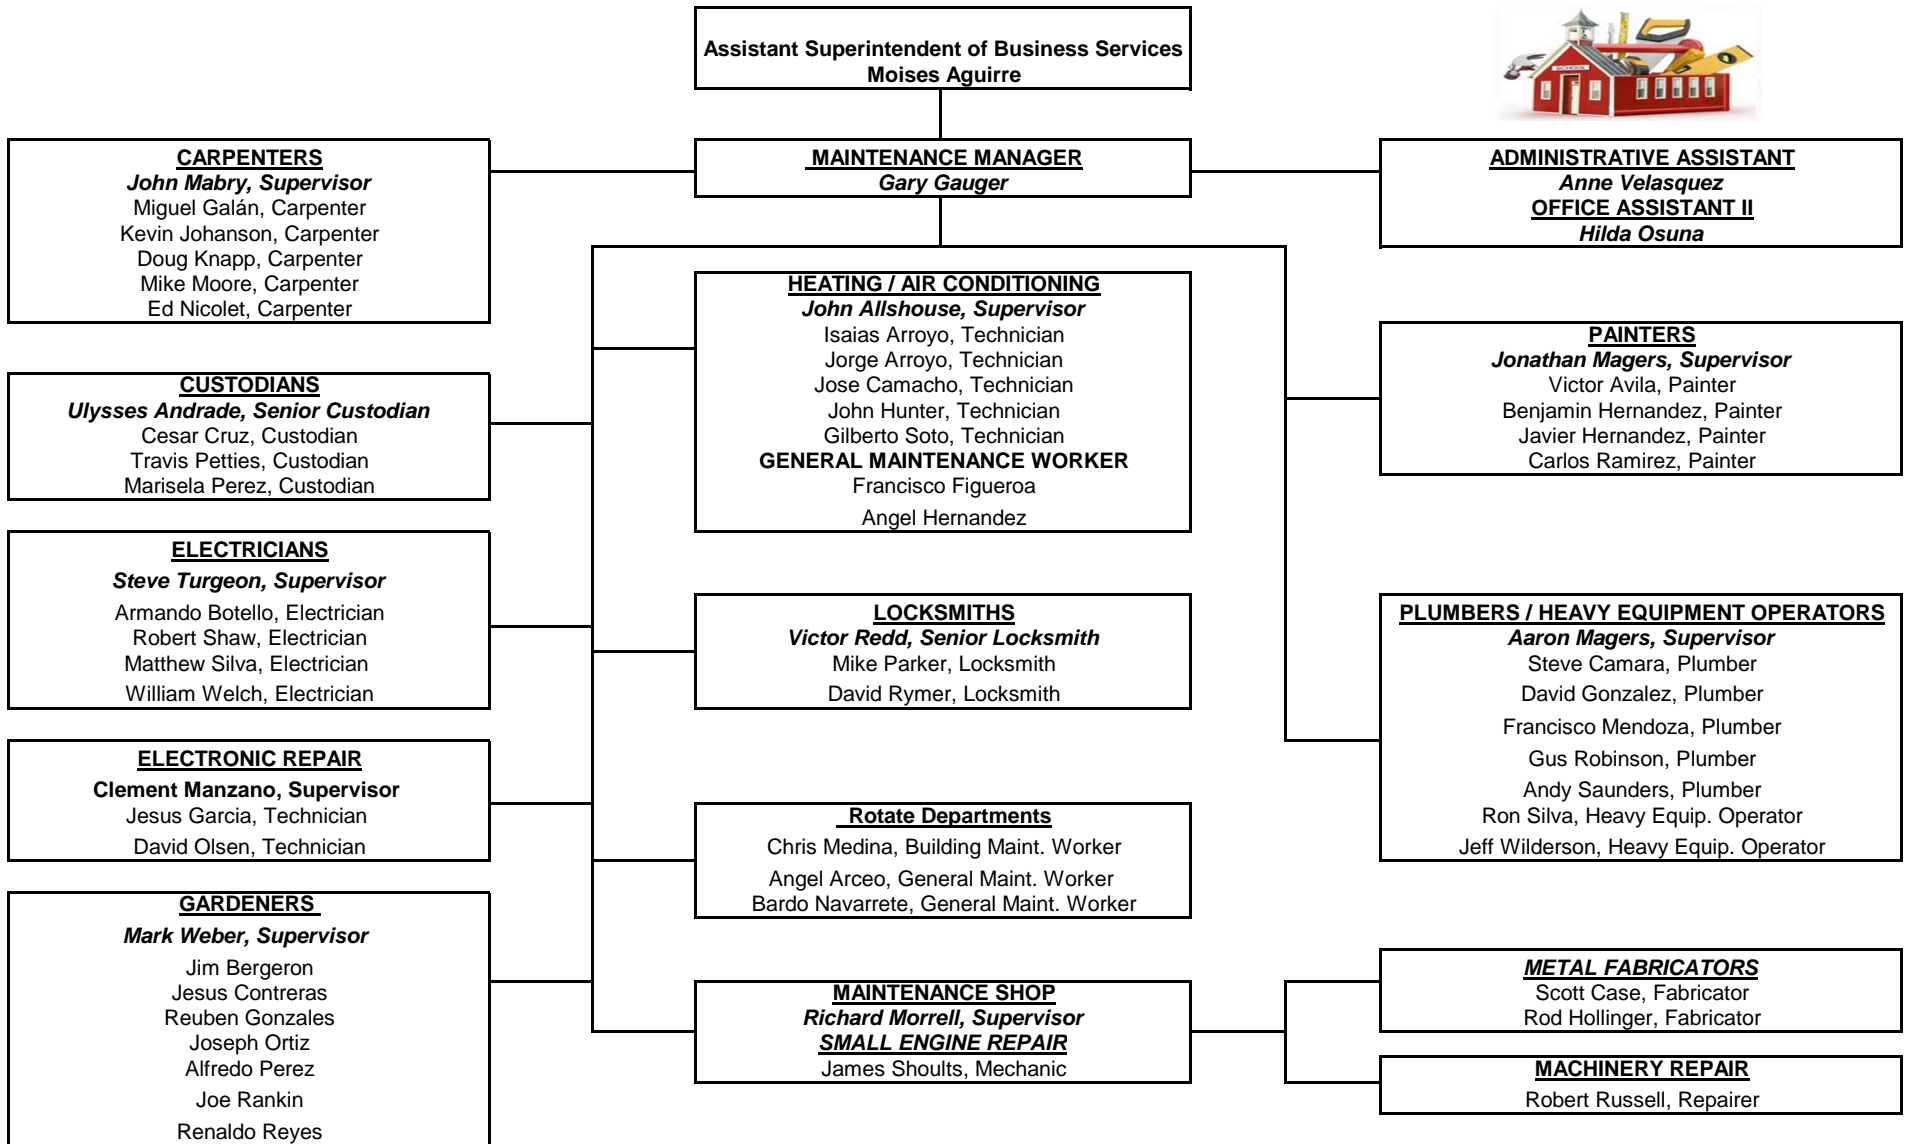 Assistant Superintendent of Business Services
Moises Aguirre
SCHOOL
CARPENTERS
John Mabry, Supervisor
Miguel Galán, Carpenter
Kevin Johanson, Carpenter
Doug Knapp, Carpenter
Mike Moore, Carpenter
Ed Nicolet, Carpenter
MAINTENANCE MANAGER
Gary Gauger
ADMINISTRATIVE ASSISTANT
Anne Velasquez
OFFICE ASSISTANT II
Hilda Osuna
CUSTODIANS
Ulysses Andrade, Senior Custodian
Cesar Cruz, Custodian
Travis Petties, Custodian
Marisela Perez, Custodian
HEATING / AIR CONDITIONING
John Allshouse, Supervisor
Isaias Arroyo, Technician
Jorge Arroyo, Technician
Jose Camacho, Technician
John Hunter, Technician
Gilberto Soto, Technician
GENERAL MAINTENANCE WORKER
Francisco Figueroa
Angel Hernandez
PAINTERS
Jonathan Magers, Supervisor
Victor Avila, Painter
Benjamin Hernandez, Painter
Javier Hernandez, Painter
Carlos Ramirez, Painter
ELECTRICIANS
Steve Turgeon, Supervisor
Armando Botello, Electrician
Robert Shaw, Electrician
Matthew Silva, Electrician
William Welch, Electrician
LOCKSMITHS
Victor Redd, Senior Locksmith
Mike Parker, Locksmith
David Rymer, Locksmith
PLUMBERS / HEAVY EQUIPMENT OPERATORS
Aaron Magers, Supervisor
Steve Camara, Plumber
David Gonzalez, Plumber
Francisco Mendoza, Plumber
Gus Robinson, Plumber
Andy Saunders, Plumber
Ron Silva, Heavy Equip. Operator
Jeff Wilderson, Heavy Equip. Operator
ELECTRONIC REPAIR
Clement Manzano, Supervisor
Jesus Garcia, Technician
David Olsen, Technician
Rotate Departments
Chris Medina, Building Maint. Worker
Angel Arceo, General Maint. Worker
Bardo Navarrete, General Maint. Worker
GARDENERS
Mark Weber, Supervisor
Jim Bergeron
Jesus Contreras
Reuben Gonzales
Joseph Ortiz
Alfredo Perez
Joe Rankin
Renaldo Reyes
MAINTENANCE SHOP
Richard Morrell, Supervisor
SMALL ENGINE REPAIR
James Shoults, Mechanic
METAL FABRICATORS
Scott Case, Fabricator
Rod Hollinger, Fabricator
MACHINERY REPAIR
Robert Russell, Repairer